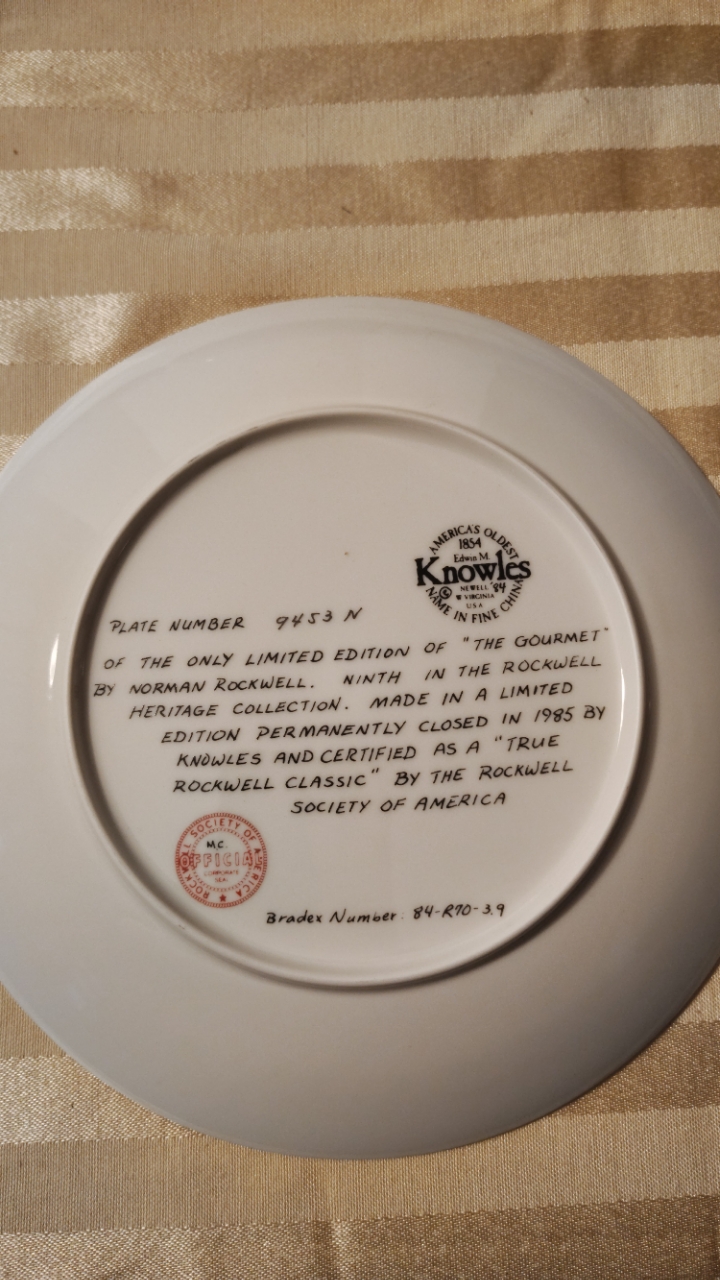 AMERICA'S OLDEST
1854
Edwin M.
Knowles
© NEWELL '84
W VIRGINIA
U S A
NAME IN FINE CHINA
PLATE NUMBER 9453 N
OF THE ONLY LIMITED EDITION OF "THE GOURMET"
BY NORMAN ROCKWELL. NINTH IN THE ROCKWELL
HERITAGE COLLECTION. MADE IN A LIMITED
EDITION PERMANENTLY CLOSED IN 1985 BY
KNOWLES AND CERTIFIED AS A "TRUE
ROCKWELL CLASSIC" BY THE ROCKWELL
SOCIETY OF AMERICA
ROCKWELL SOCIETY OF AMERICA
M.C.
OFFICIAL
CORPORATE
SEAL
Bradex Number: 84-R70-3.9